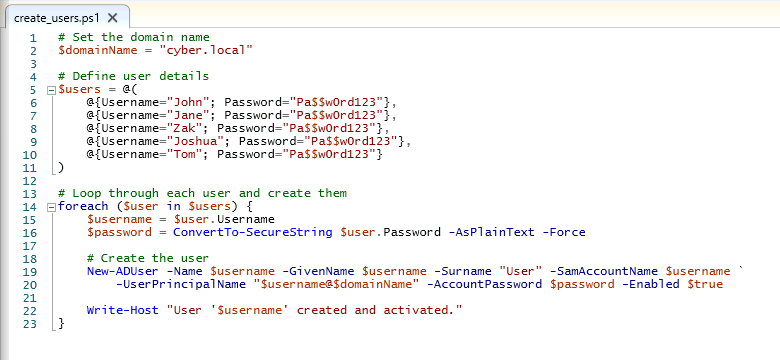 create_users.ps1 X
1 # Set the domain name
2 $domainName = "cyber.local"
3
4 # Define user details
5 $users = @(
6 @{Username="John"; Password="Pa$$w0rd123"},
7 @{Username="Jane"; Password="Pa$$w0rd123"},
8 @{Username="Zak"; Password="Pa$$w0rd123"},
9 @{Username="Joshua"; Password="Pa$$w0rd123"},
10 @{Username="Tom"; Password="Pa$$w0rd123"}
11 )
12
13 # Loop through each user and create them
14 foreach ($user in $users) {
15 $username = $user.Username
16 $password = ConvertTo-SecureString $user.Password -AsPlainText -Force
17
18 # Create the user
19 New-ADUser -Name $username -GivenName $username -Surname "User" -SamAccountName $username `
20 -UserPrincipalName "$username@$domainName" -AccountPassword $password -Enabled $true
21
22 Write-Host "User '$username' created and activated."
23 }